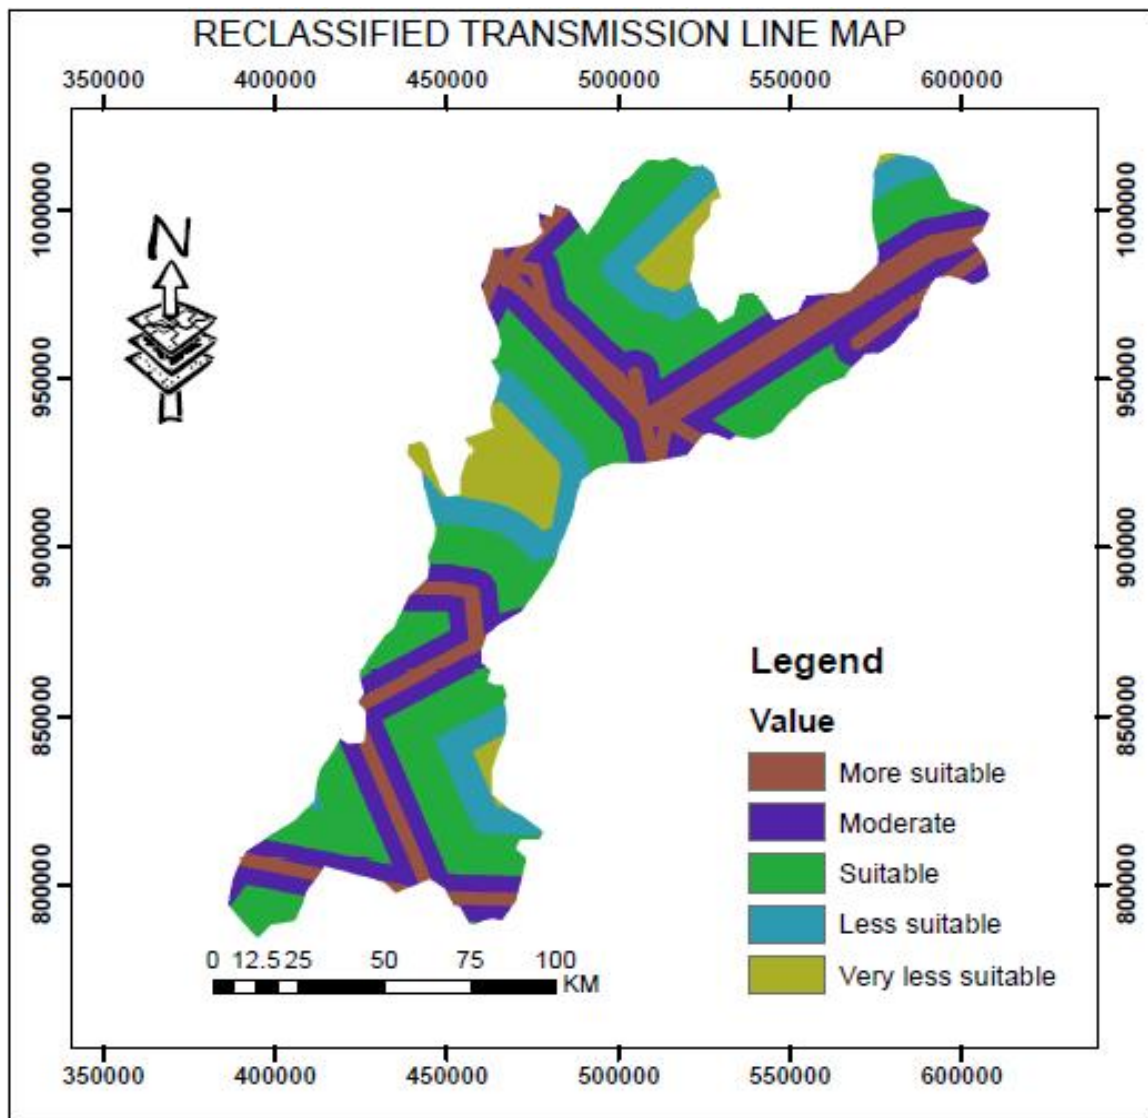 RECLASSIFIED TRANSMISSION LINE MAP
350000 400000 450000 500000 550000 600000
N
1000000 1000000
950000 950000
900000 900000
850000 850000
800000 800000
Legend
Value
More suitable
Moderate
Suitable
Less suitable
Very less suitable
0 12.5 25 50 75 100
KM
350000 400000 450000 500000 550000 600000